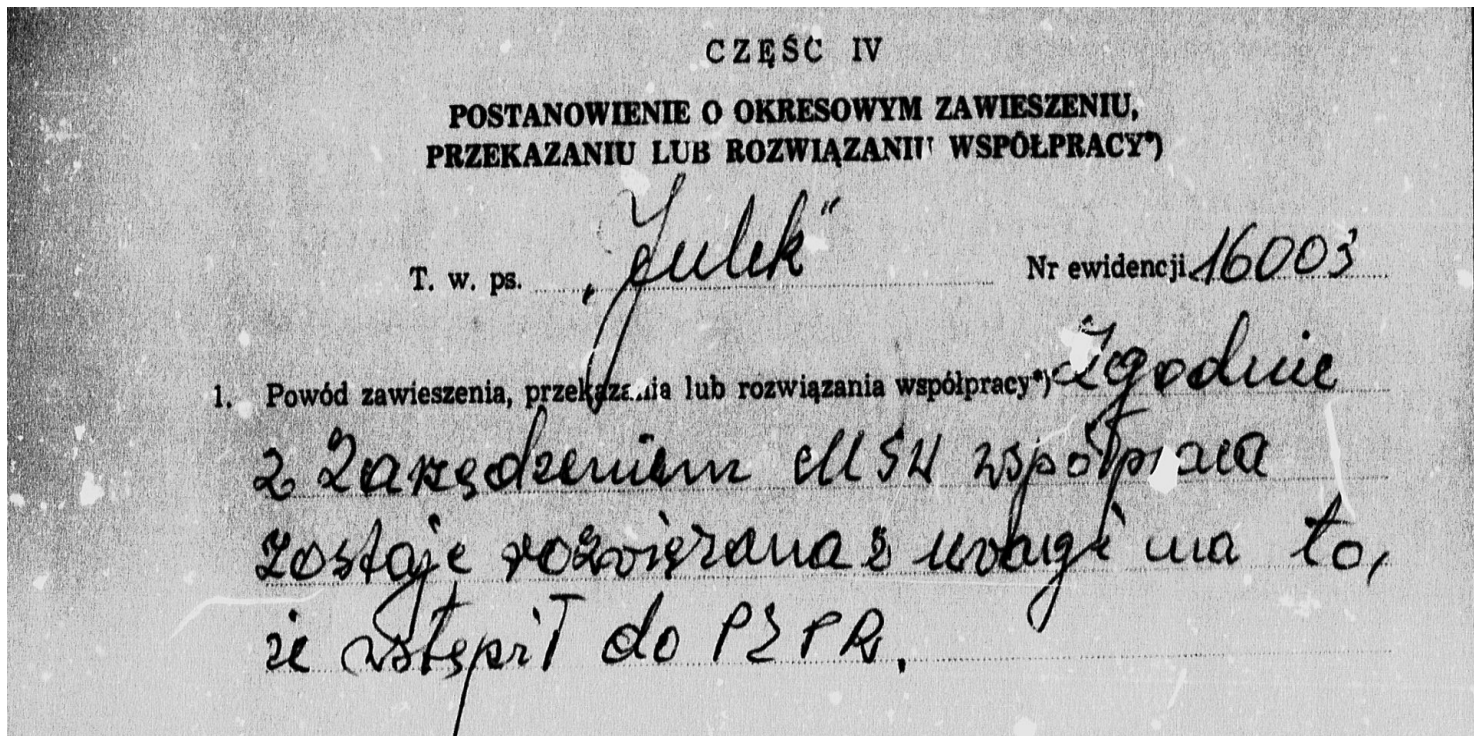 CZĘŚĆ IV
POSTANOWIENIE O OKRESOWYM ZAWIESZENIU,
PRZEKAZANIU LUB ROZWIĄZANIU WSPÓŁPRACY*)
T. w. ps. „Julek" Nr ewidencji 16003
1. Powód zawieszenia, przekazania lub rozwiązania współpracy*) Zgodnie
z Zarządzeniem MSW współpraca
zostaje rozwiązana z uwagi na to,
że wstąpił do PZPR.